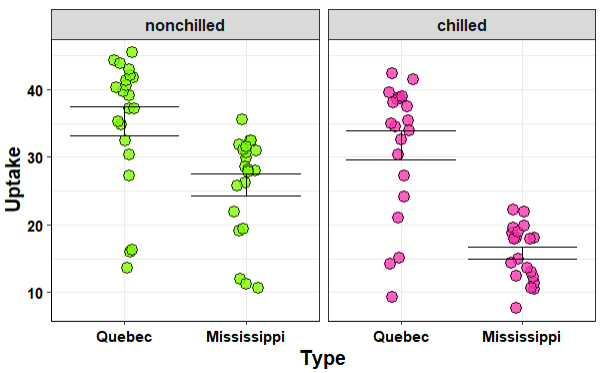 nonchilled chilled
Uptake
40
30
20
10
Quebec Mississippi Quebec Mississippi
Type